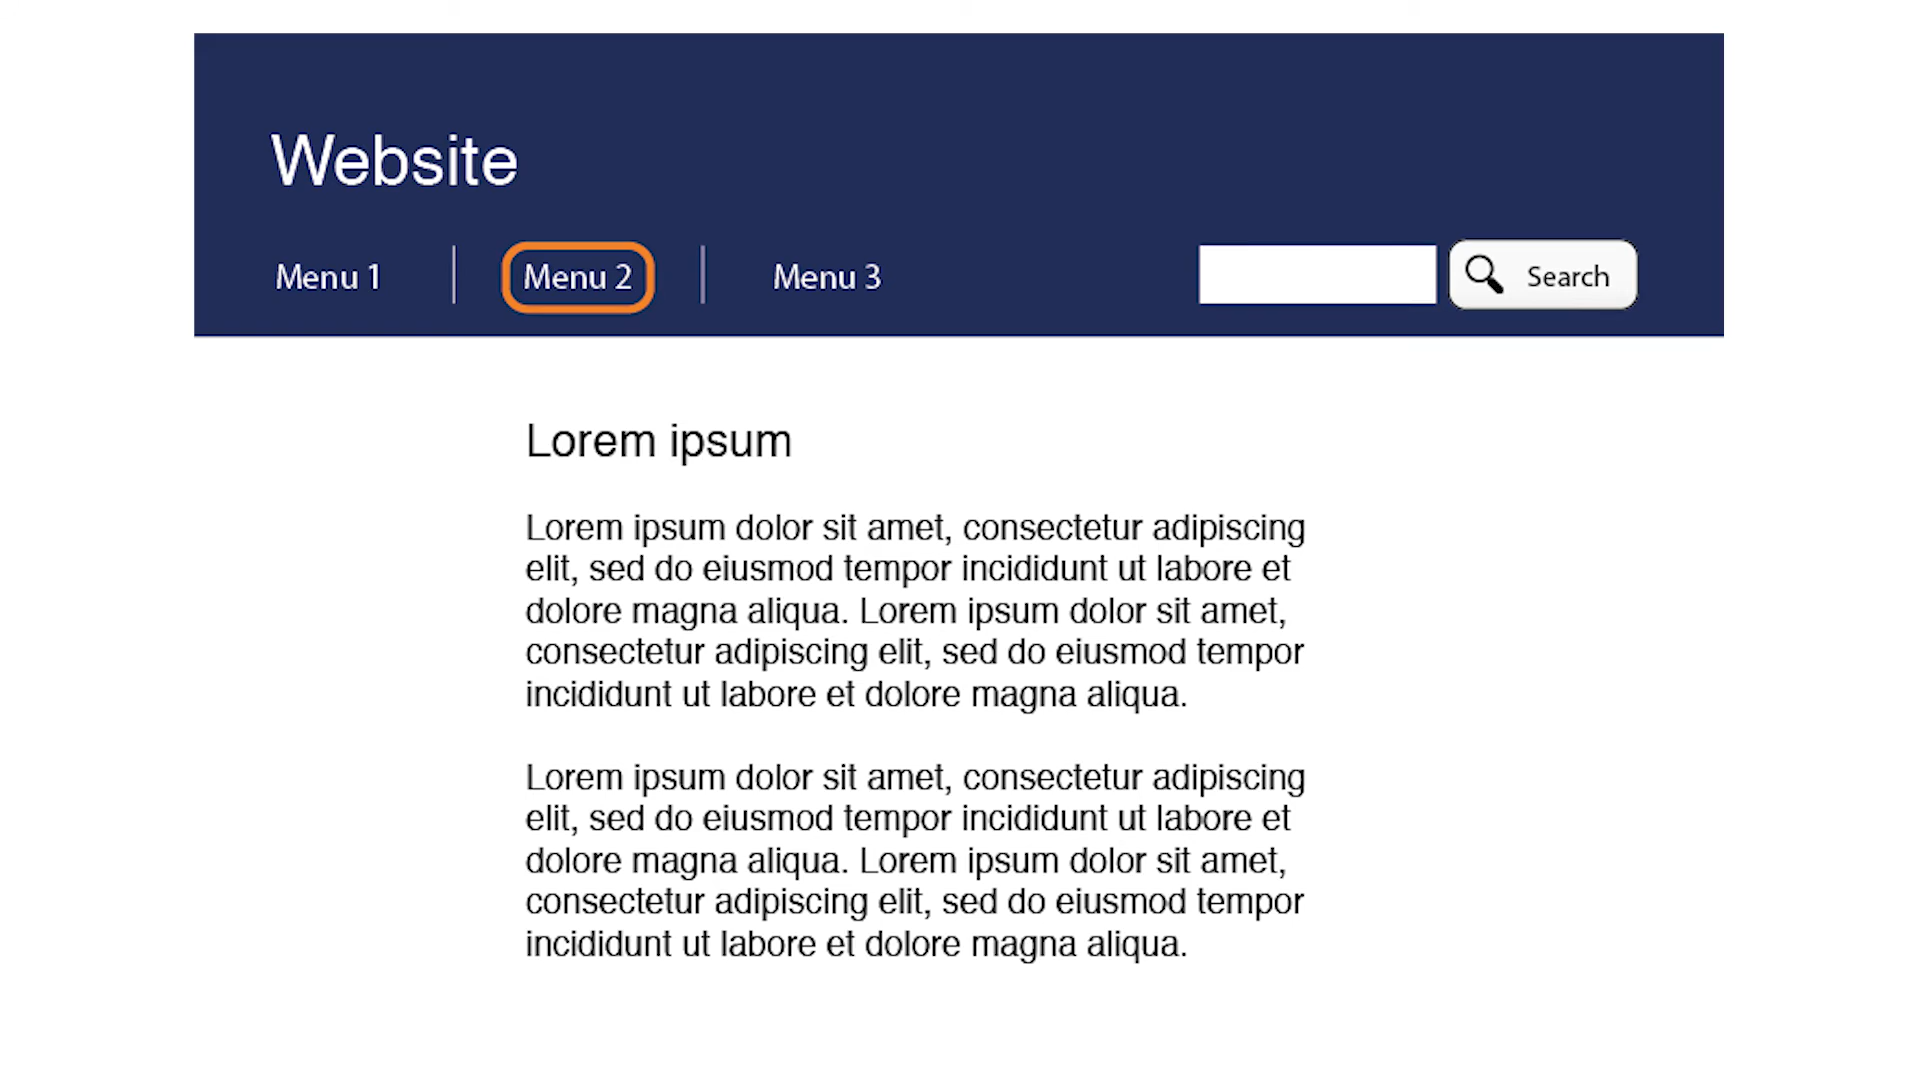 Website
Menu 1
Menu 2
Menu 3
Search
Lorem ipsum
Lorem ipsum dolor sit amet, consectetur adipiscing
elit, sed do eiusmod tempor incididunt ut labore et
dolore magna aliqua. Lorem ipsum dolor sit amet,
consectetur adipiscing elit, sed do eiusmod tempor
incididunt ut labore et dolore magna aliqua.
Lorem ipsum dolor sit amet, consectetur adipiscing
elit, sed do eiusmod tempor incididunt ut labore et
dolore magna aliqua. Lorem ipsum dolor sit amet,
consectetur adipiscing elit, sed do eiusmod tempor
incididunt ut labore et dolore magna aliqua.